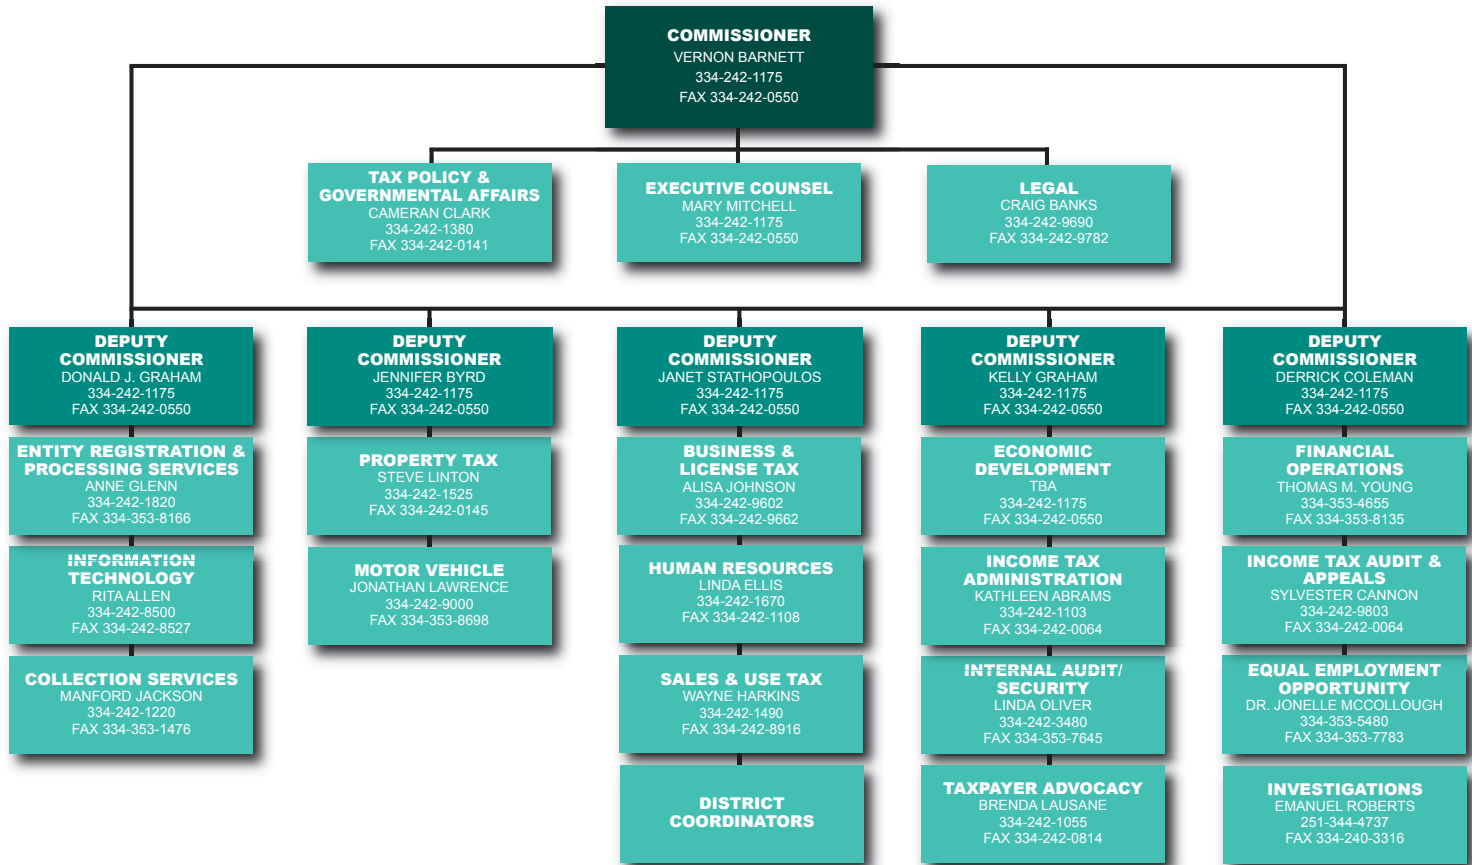 COMMISSIONER
VERNON BARNETT
334-242-1175
FAX 334-242-0550
TAX POLICY &
GOVERNMENTAL AFFAIRS
CAMERAN CLARK
334-242-1380
FAX 334-242-0141
EXECUTIVE COUNSEL
MARY MITCHELL
334-242-1175
FAX 334-242-0550
LEGAL
CRAIG BANKS
334-242-9690
FAX 334-242-9782
DEPUTY
COMMISSIONER
DONALD J. GRAHAM
334-242-1175
FAX 334-242-0550
DEPUTY
COMMISSIONER
JENNIFER BYRD
334-242-1175
FAX 334-242-0550
DEPUTY
COMMISSIONER
JANET STATHOPOULOS
334-242-1175
FAX 334-242-0550
DEPUTY
COMMISSIONER
KELLY GRAHAM
334-242-1175
FAX 334-242-0550
DEPUTY
COMMISSIONER
DERRICK COLEMAN
334-242-1175
FAX 334-242-0550
ENTITY REGISTRATION &
PROCESSING SERVICES
ANNE GLENN
334-242-1820
FAX 334-353-8166
PROPERTY TAX
STEVE LINTON
334-242-1525
FAX 334-242-0145
BUSINESS &
LICENSE TAX
ALISA JOHNSON
334-242-9602
FAX 334-242-9662
ECONOMIC
DEVELOPMENT
TBA
334-242-1175
FAX 334-242-0550
FINANCIAL
OPERATIONS
THOMAS M. YOUNG
334-353-4655
FAX 334-353-8135
INFORMATION
TECHNOLOGY
RITA ALLEN
334-242-8500
FAX 334-242-8527
MOTOR VEHICLE
JONATHAN LAWRENCE
334-242-9000
FAX 334-353-8698
HUMAN RESOURCES
LINDA ELLIS
334-242-1670
FAX 334-242-1108
INCOME TAX
ADMINISTRATION
KATHLEEN ABRAMS
334-242-1103
FAX 334-242-0064
INCOME TAX AUDIT &
APPEALS
SYLVESTER CANNON
334-242-9803
FAX 334-242-0064
COLLECTION SERVICES
MANFORD JACKSON
334-242-1220
FAX 334-353-1476
SALES & USE TAX
WAYNE HARKINS
334-242-1490
FAX 334-242-8916
INTERNAL AUDIT/
SECURITY
LINDA OLIVER
334-242-3480
FAX 334-353-7645
EQUAL EMPLOYMENT
OPPORTUNITY
DR. JONELLE MCCOLLOUGH
334-353-5480
FAX 334-353-7783
DISTRICT
COORDINATORS
TAXPAYER ADVOCACY
BRENDA LAUSANE
334-242-1055
FAX 334-242-0814
INVESTIGATIONS
EMANUEL ROBERTS
251-344-4737
FAX 334-240-3316